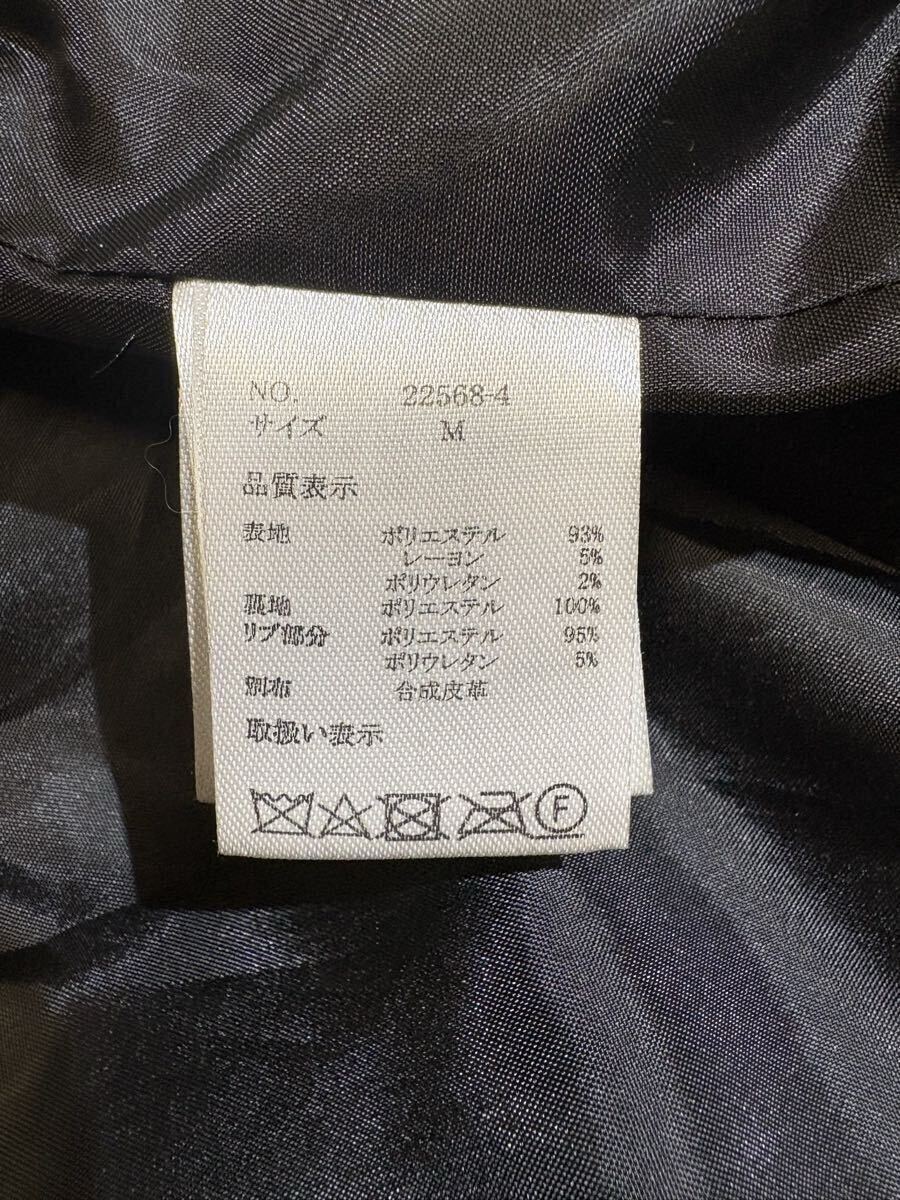 NO. 22568-4
サイズ M
品質表示
表地 ポリエステル 93%
レーヨン 5%
ポリウレタン 2%
裏地 ポリエステル 100%
リブ部分 ポリエステル 95%
ポリウレタン 5%
別布 合成皮革
取扱い表示
F